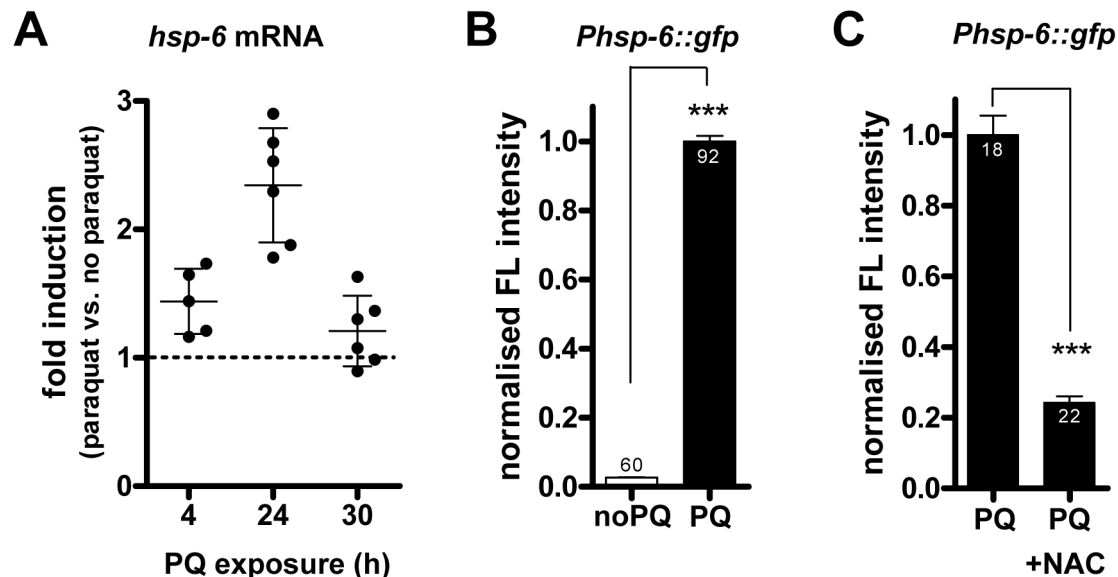 A
hsp-6 mRNA
fold induction
(paraquat vs. no paraquat)
3
2
1
0
4 24 30
PQ exposure (h)
B
Phsp-6::gfp
normalised FL intensity
1.0
0.8
0.6
0.4
0.2
0.0
***
92
60
noPQ PQ
C
Phsp-6::gfp
normalised FL intensity
1.0
0.8
0.6
0.4
0.2
0.0
18
***
22
PQ PQ
+NAC